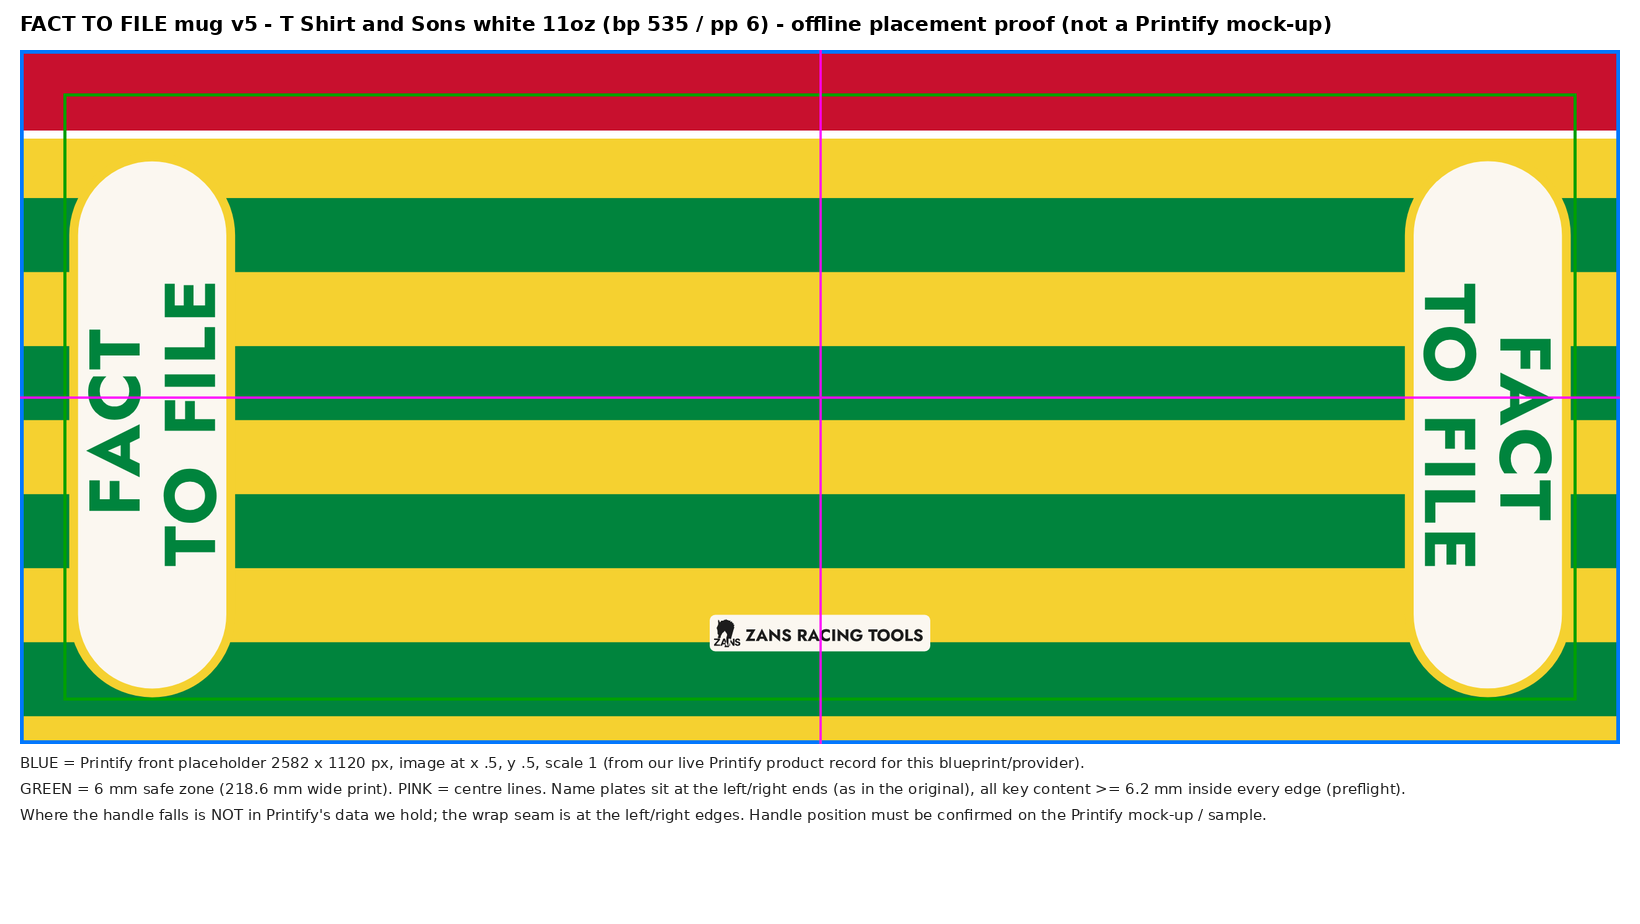 FACT TO FILE mug v5 - T Shirt and Sons white 11oz (bp 535 / pp 6) - offline placement proof (not a Printify mock-up)
FACT
TO FILE
FACT
TO FILE
ZANS
ZANS RACING TOOLS
BLUE = Printify front placeholder 2582 x 1120 px, image at x .5, y .5, scale 1 (from our live Printify product record for this blueprint/provider).
GREEN = 6 mm safe zone (218.6 mm wide print). PINK = centre lines. Name plates sit at the left/right ends (as in the original), all key content >= 6.2 mm inside every edge (preflight).
Where the handle falls is NOT in Printify's data we hold; the wrap seam is at the left/right edges. Handle position must be confirmed on the Printify mock-up / sample.